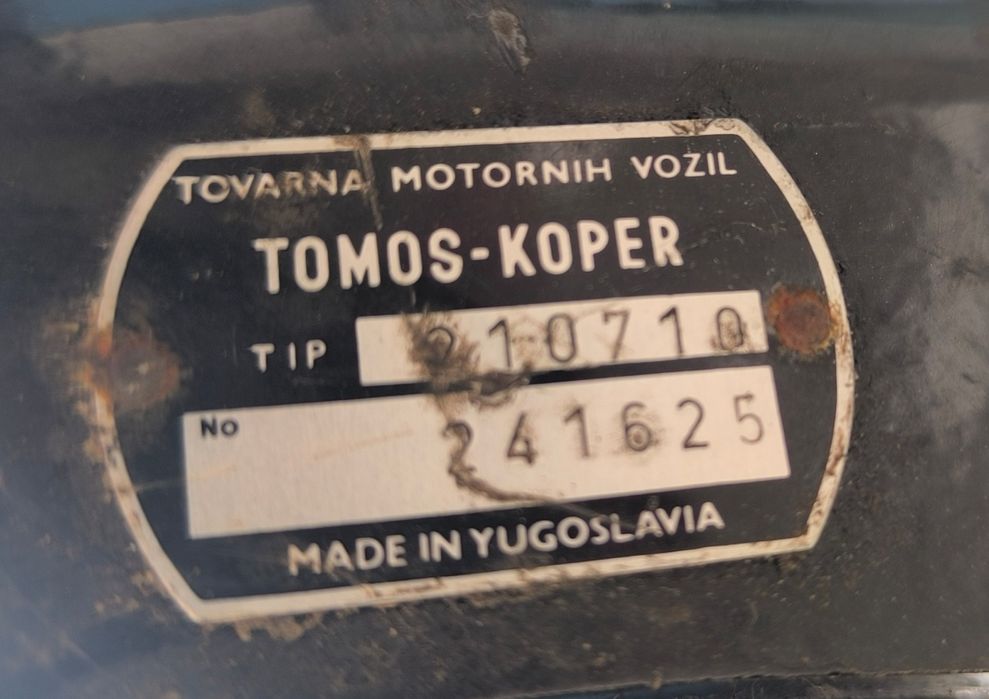 TOVARNA MOTORNIH VOZIL
TOMOS-KOPER
TIP 210710
No 241625
MADE IN YUGOSLAVIA